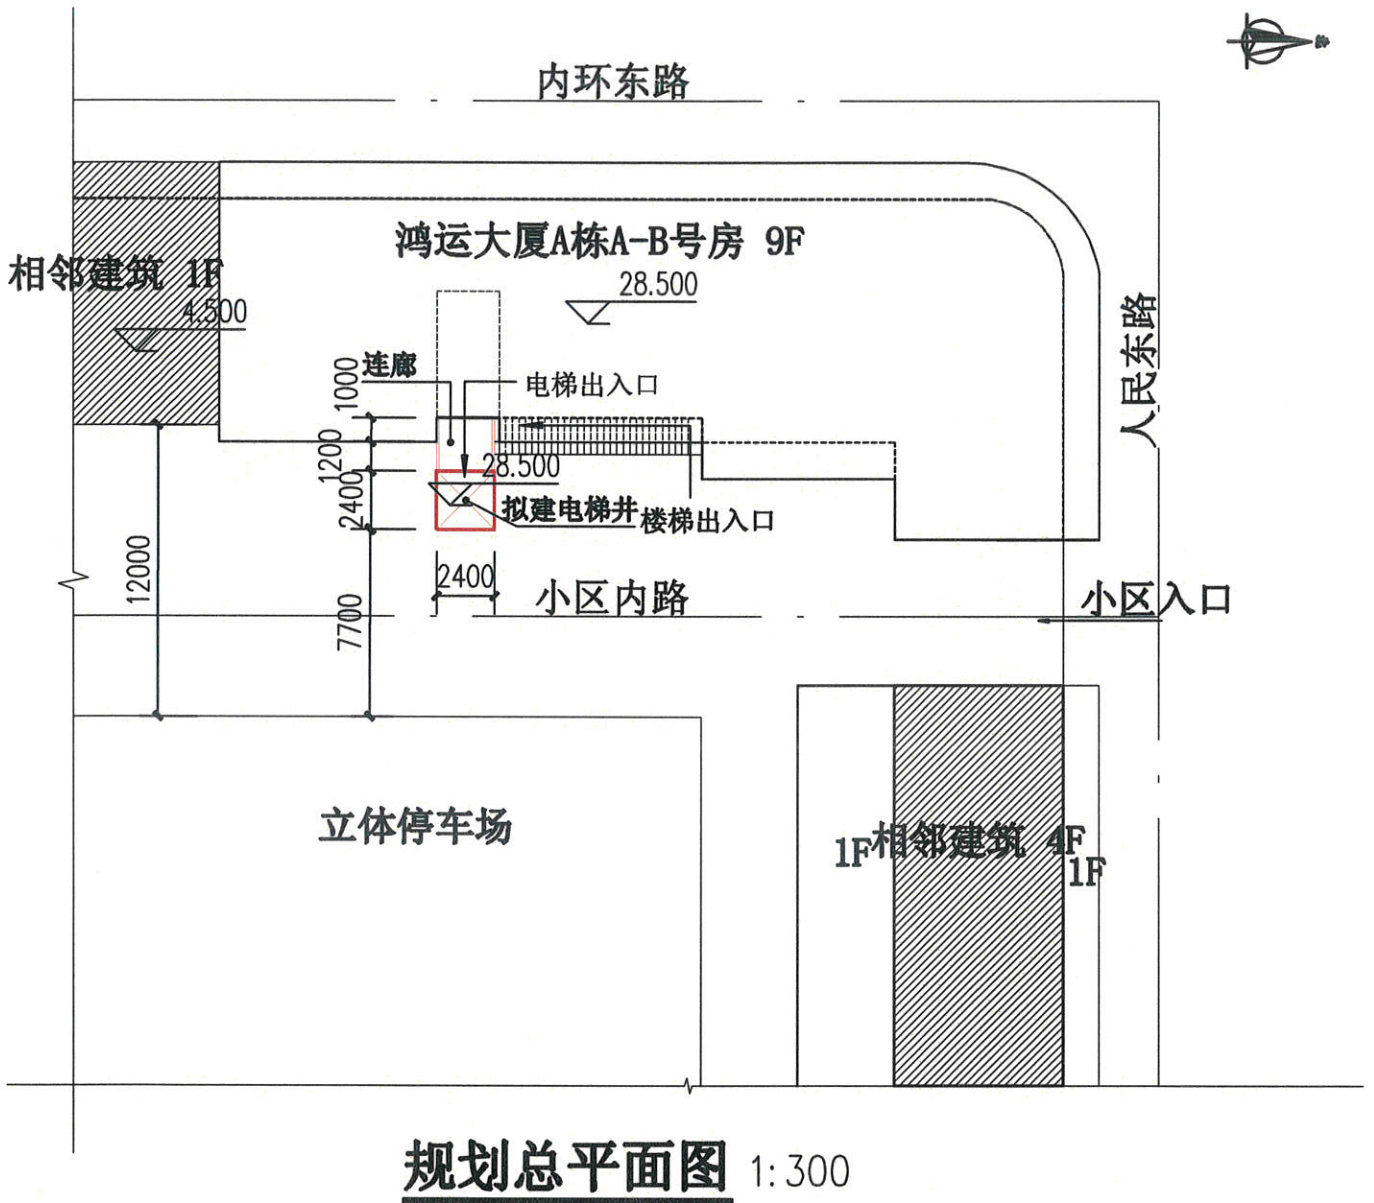 北
内环东路
鸿运大厦A栋A-B号房 9F
相邻建筑 1F
28.500
4.500
人民东路
连廊
1000
电梯出入口
1200
28.500
2400
拟建电梯井
楼梯出入口
12000
2400
小区内路
小区入口
7700
立体停车场
1F
相邻建筑 4F
1F
规划总平面图 1:300